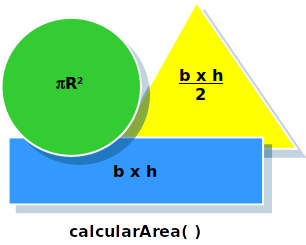 πR²
b x h
2
b x h
calcularArea( )